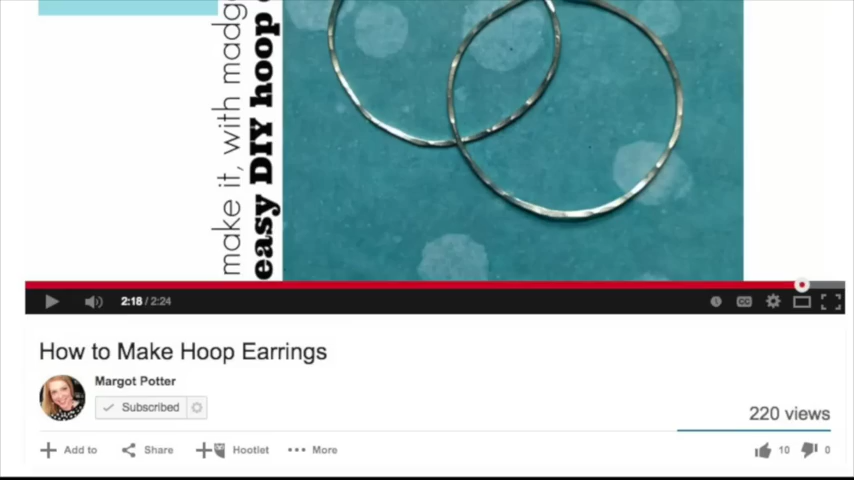 make it, with madg
easy DIY hoop
2:18 / 2:24
CC
How to Make Hoop Earrings
Margot Potter
Subscribed
220 views
Add to
Share
Hootlet
More
10
0